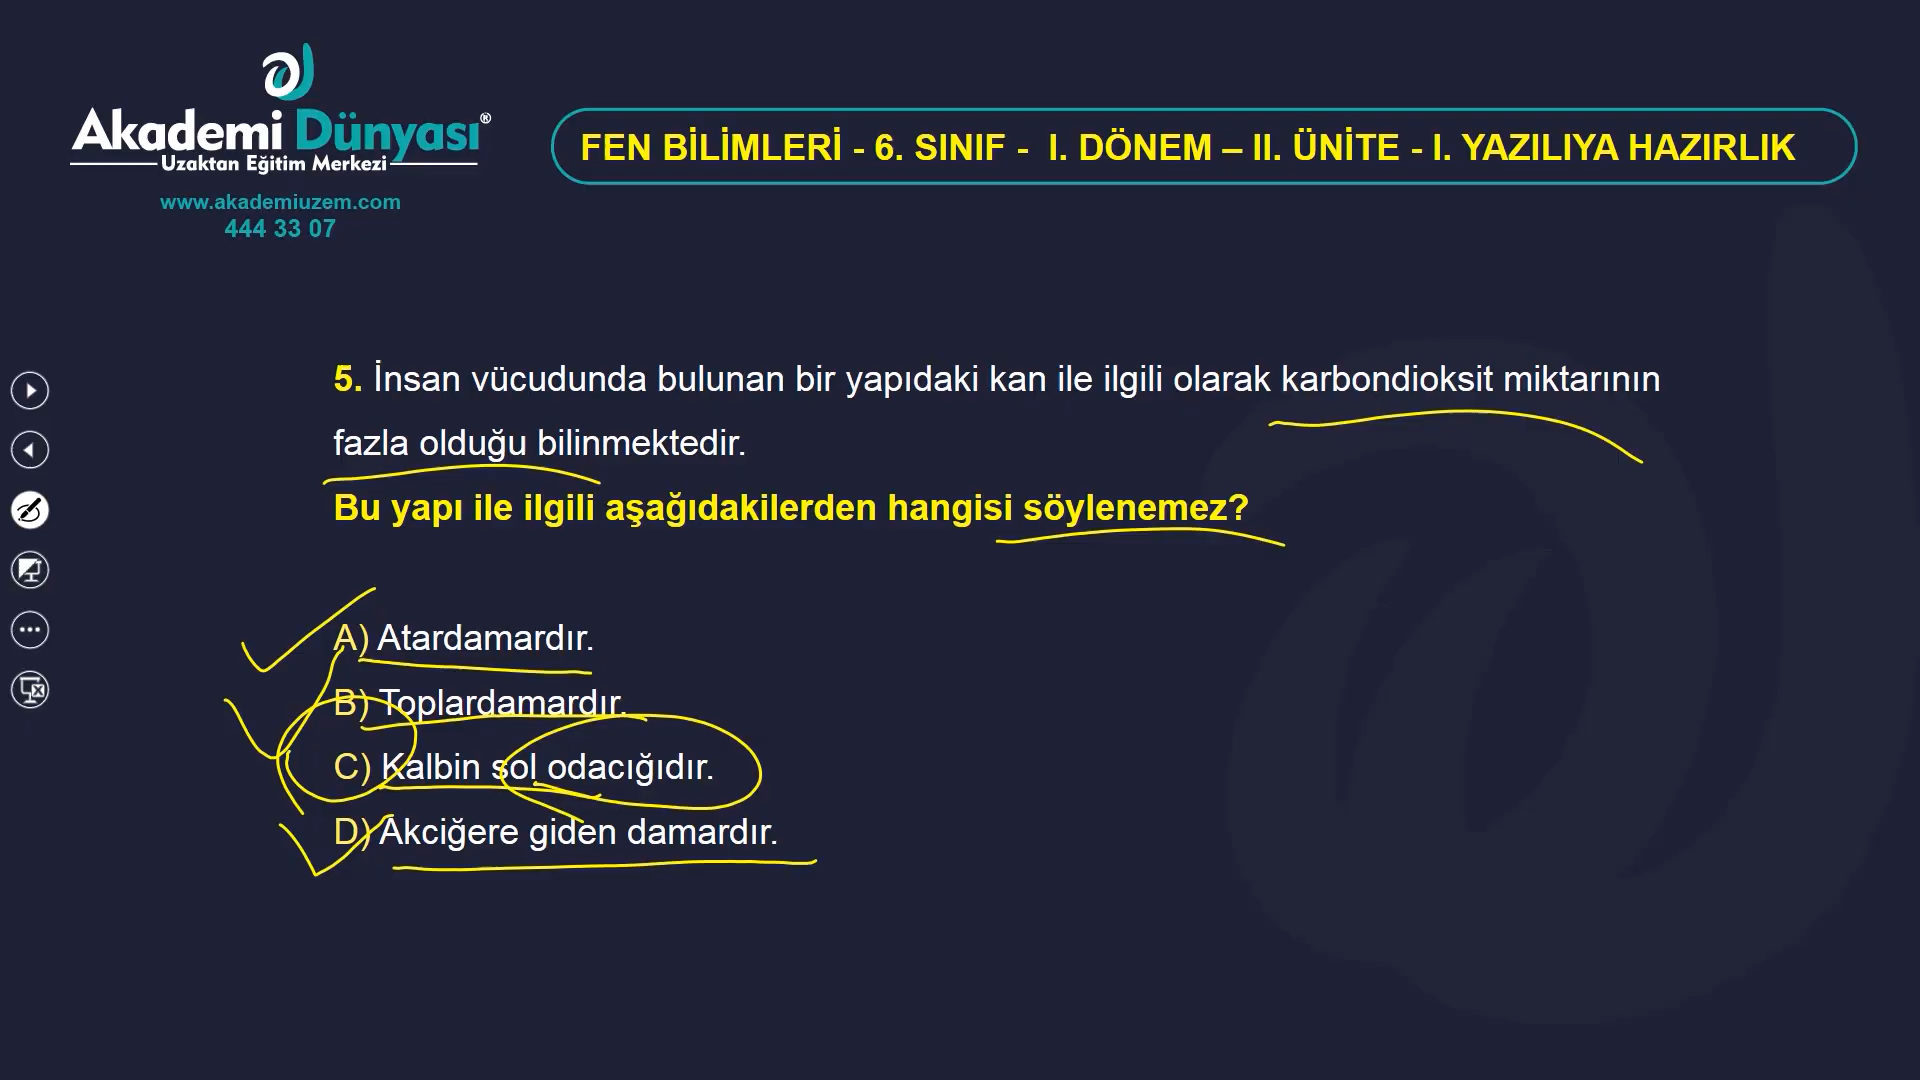 Akademi Dünyası®
Uzaktan Eğitim Merkezi
www.akademiuzem.com
444 33 07
FEN BİLİMLERİ - 6. SINIF - I. DÖNEM – II. ÜNİTE - I. YAZILIYA HAZIRLIK
5. İnsan vücudunda bulunan bir yapıdaki kan ile ilgili olarak karbondioksit miktarının
fazla olduğu bilinmektedir.
Bu yapı ile ilgili aşağıdakilerden hangisi söylenemez?
A) Atardamardır.
B) Toplardamardır.
C) Kalbin sol odacığıdır.
D) Akciğere giden damardır.